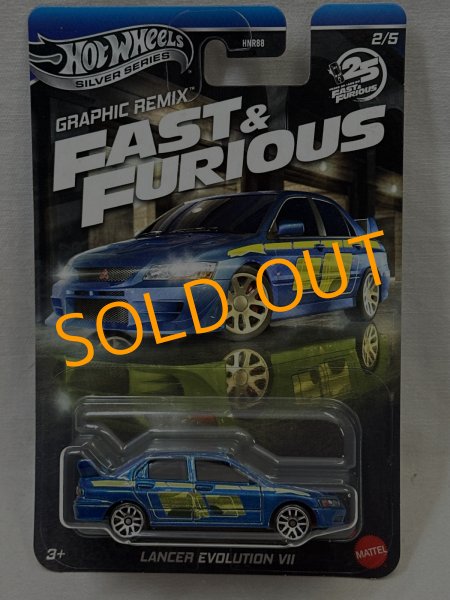 HOT WHEELS
SILVER SERIES
HNR88
2/5
25
FAST & FURIOUS
GRAPHIC REMIX™
FAST &
FURIOUS
SOLD OUT
3+
LANCER EVOLUTION VII
MATTEL